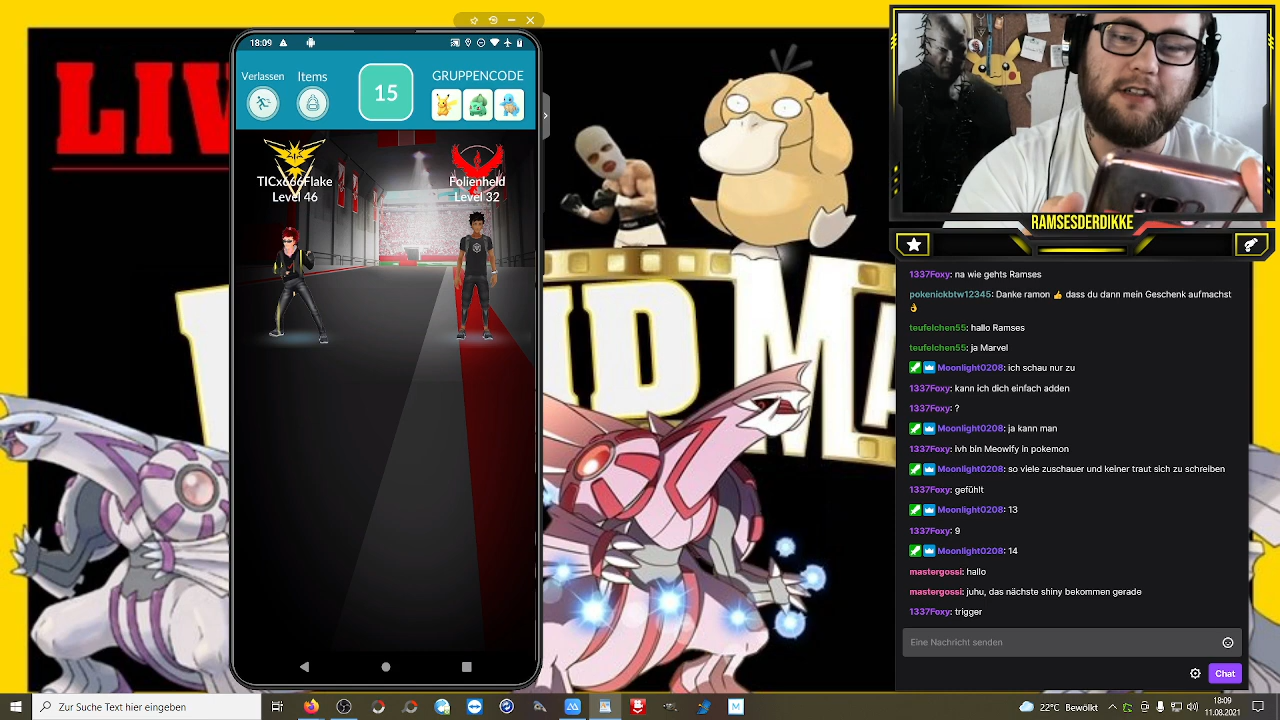 18:09
Verlassen
Items
15
GRUPPENCODE
TICxodoFlake
Level 46
Folienheld
Level 32
LIV
RAMSESDERDIKKE
1337Foxy: na wie gehts Ramses
pokenickbtw12345: Danke ramon 👍 dass du dann mein Geschenk aufmachst
👌
teufelchen55: hallo Ramses
teufelchen55: ja Marvel
Moonlight0208: ich schau nur zu
1337Foxy: kann ich dich einfach adden
1337Foxy: ?
Moonlight0208: ja kann man
1337Foxy: ivh bin Meowify in pokemon
Moonlight0208: so viele zuschauer und keiner traut sich zu schreiben
1337Foxy: gefühlt
Moonlight0208: 13
1337Foxy: 9
Moonlight0208: 14
mastergossi: hallo
mastergossi: juhu, das nächste shiny bekommen gerade
1337Foxy: trigger
Eine Nachricht senden
Chat
Zur Suche Text hier eingeben
18:09
11.08.2021